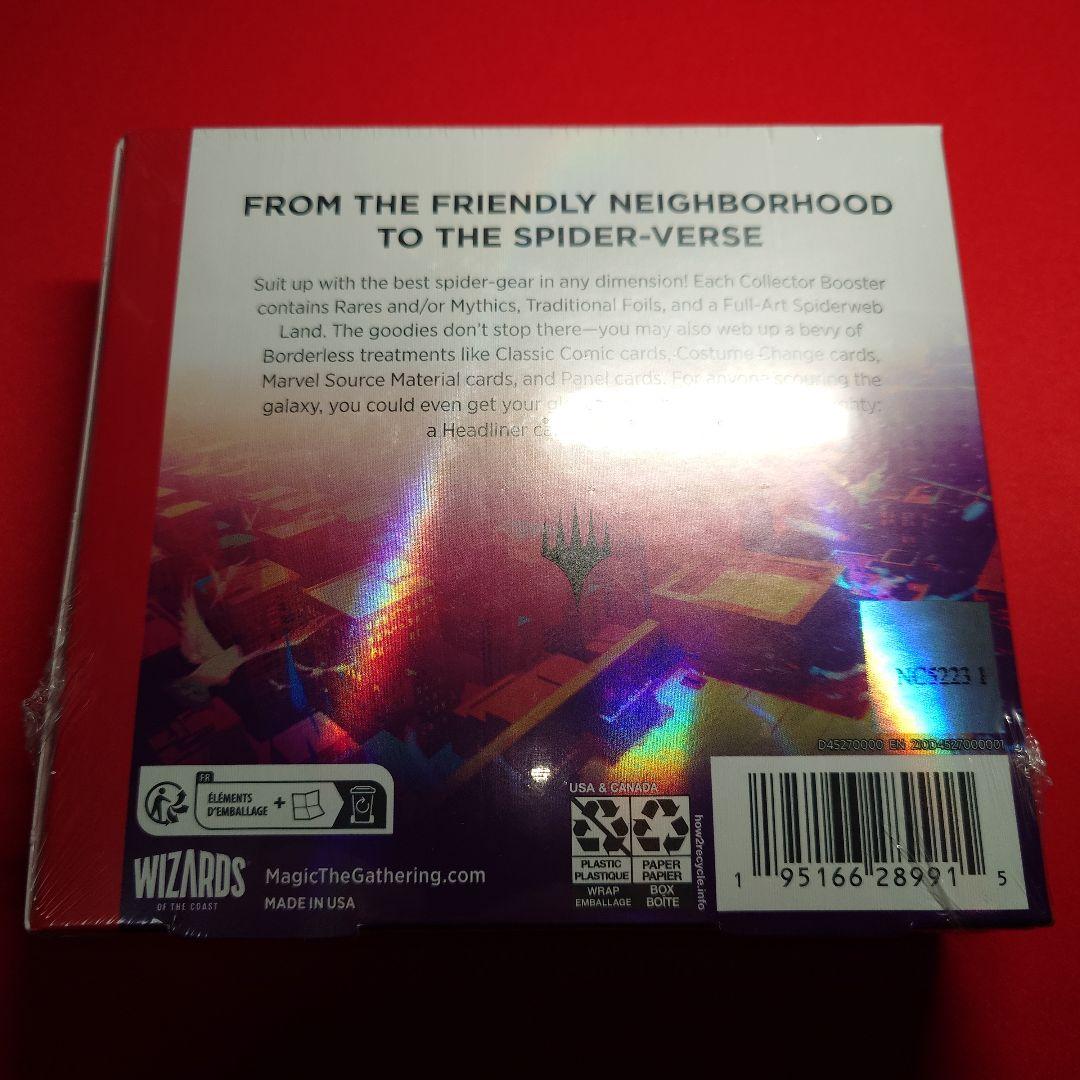 FROM THE FRIENDLY NEIGHBORHOOD
TO THE SPIDER-VERSE
Suit up with the best spider-gear in any dimension! Each Collector Booster
contains Rares and/or Mythics, Traditional Foils, and a Full-Art Spiderweb
Land. The goodies don't stop there—you may also web up a bevy of
Borderless treatments like Classic Comic cards, Costume Change cards,
Marvel Source Material cards, and Panel cards. For anyone scouring the
galaxy, you could even get your
a Headliner
NC5223 1
D45270000 EN 210D4527000001
FR
ÉLÉMENTS
D'EMBALLAGE +
USA & CANADA
PLASTIC
PLASTIQUE
WRAP
EMBALLAGE
PAPER
PAPIER
BOX
BOÎTE
how2recycle.info
1 95166 28991 5
WIZARDS
OF THE COAST
MagicTheGathering.com
MADE IN USA